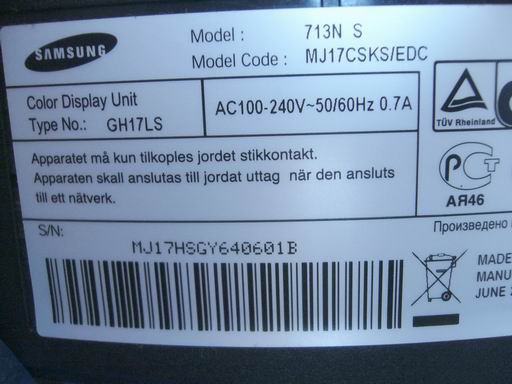 SAMSUNG
Model : 713N S
Model Code : MJ17CSKS/EDC
Color Display Unit
Type No.: GH17LS
AC100-240V~50/60Hz 0.7A
TÜV Rheinland
Apparatet må kun tilkoples jordet stikkontakt.
Apparaten skall anslutas till jordat uttag när den ansluts
till ett nätverk.
АЯ46
S/N:
MJ17HSGY640601B
Произведено
MADE
MANU
JUNE 2